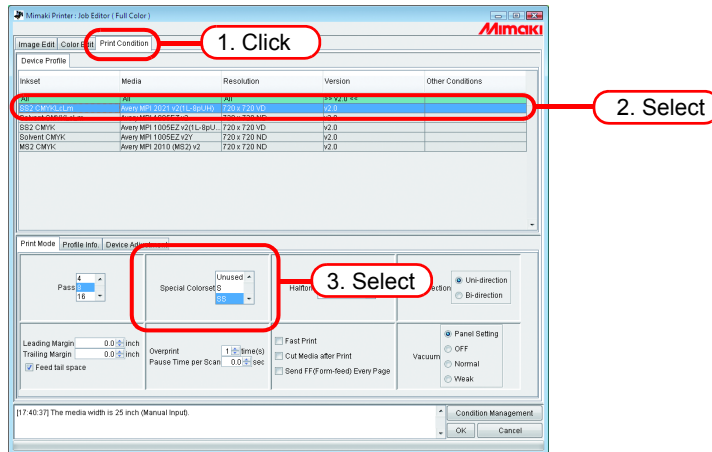 Mimaki Printer : Job Editor ( Full Color )
Mimaki
Image Edit Color Edit Print Condition
1. Click
Device Profile
Inkset Media Resolution Version Other Conditions
All All All >> v2.0 <<
SS2 CMYKLcLm Avery MPI 2021 v2(1L-8pUH) 720 x 720 VD v2.0
2. Select
720 x 720 ND v2.0
SS2 CMYK Avery MPI 1005EZ v2(1L-8pU... 720 x 720 VD v2.0
Solvent CMYK Avery MPI 1005EZ v2Y 720 x 720 ND v2.0
MS2 CMYK Avery MPI 2010 (MS2) v2 720 x 720 ND v2.0
Print Mode Profile Info. Device
Pass 4 8 16
Special Colorset Unused S SS
3. Select
Uni-direction
Bi-direction
Leading Margin 0.0 inch
Trailing Margin 0.0 inch
Feed tail space
Overprint 1 time(s)
Pause Time per Scan 0.0 sec
Fast Print
Cut Media after Print
Send FF(Form-feed) Every Page
Vacuum
Panel Setting
OFF
Normal
Weak
[17:40:37] The media width is 25 inch (Manual Input).
Condition Management
OK Cancel